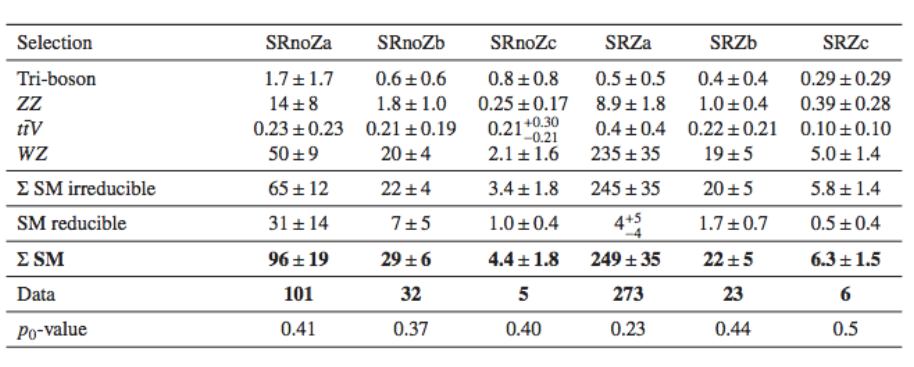 Selection SRnoZa SRnoZb SRnoZc SRZa SRZb SRZc
Tri-boson 1.7 ± 1.7 0.6 ± 0.6 0.8 ± 0.8 0.5 ± 0.5 0.4 ± 0.4 0.29 ± 0.29
ZZ 14 ± 8 1.8 ± 1.0 0.25 ± 0.17 8.9 ± 1.8 1.0 ± 0.4 0.39 ± 0.28
tt̄V 0.23 ± 0.23 0.21 ± 0.19 0.21 +0.30 −0.21 0.4 ± 0.4 0.22 ± 0.21 0.10 ± 0.10
WZ 50 ± 9 20 ± 4 2.1 ± 1.6 235 ± 35 19 ± 5 5.0 ± 1.4
Σ SM irreducible 65 ± 12 22 ± 4 3.4 ± 1.8 245 ± 35 20 ± 5 5.8 ± 1.4
SM reducible 31 ± 14 7 ± 5 1.0 ± 0.4 4 +5 −4 1.7 ± 0.7 0.5 ± 0.4
Σ SM 96 ± 19 29 ± 6 4.4 ± 1.8 249 ± 35 22 ± 5 6.3 ± 1.5
Data 101 32 5 273 23 6
p₀-value 0.41 0.37 0.40 0.23 0.44 0.5